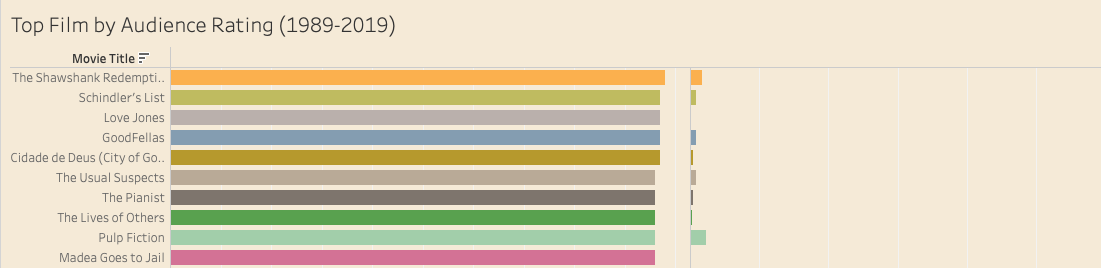 Top Film by Audience Rating (1989-2019)
Movie Title
The Shawshank Redempti..
Schindler's List
Love Jones
GoodFellas
Cidade de Deus (City of Go..
The Usual Suspects
The Pianist
The Lives of Others
Pulp Fiction
Madea Goes to Jail